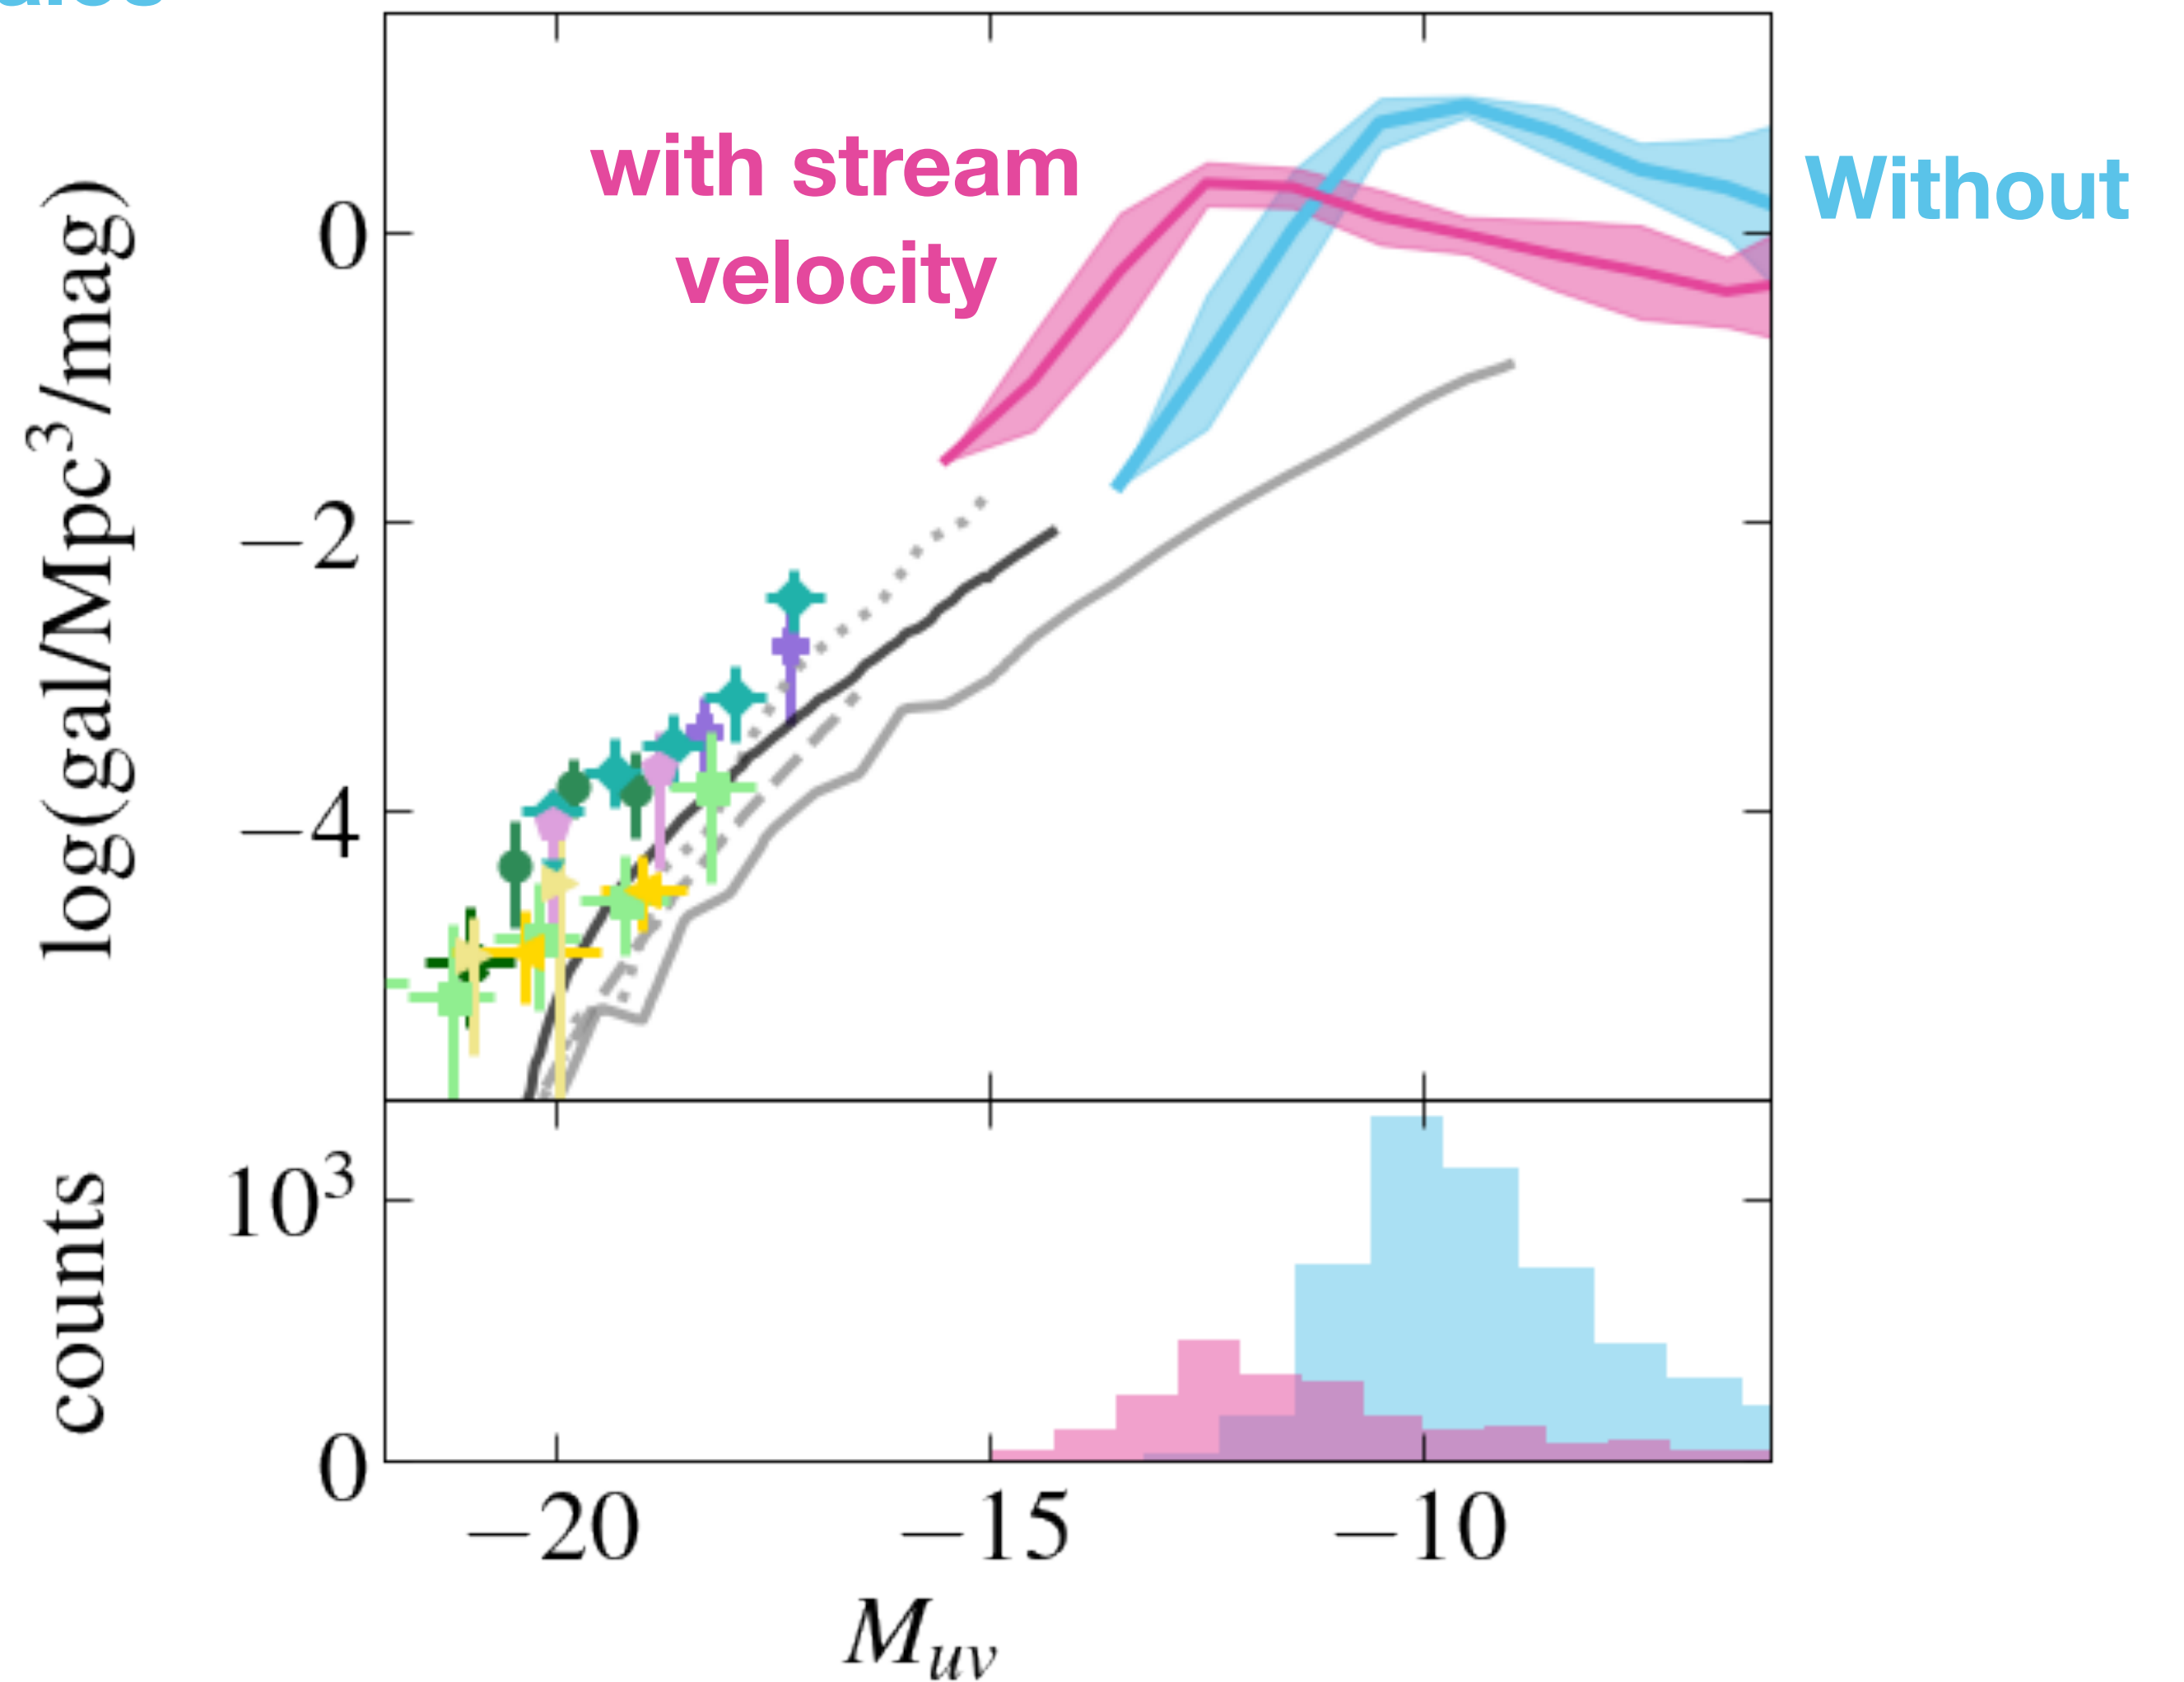 with stream
velocity
Without
log(gal/Mpc³/mag)
0
−2
−4
counts
10³
0
−20 −15 −10
M_uv